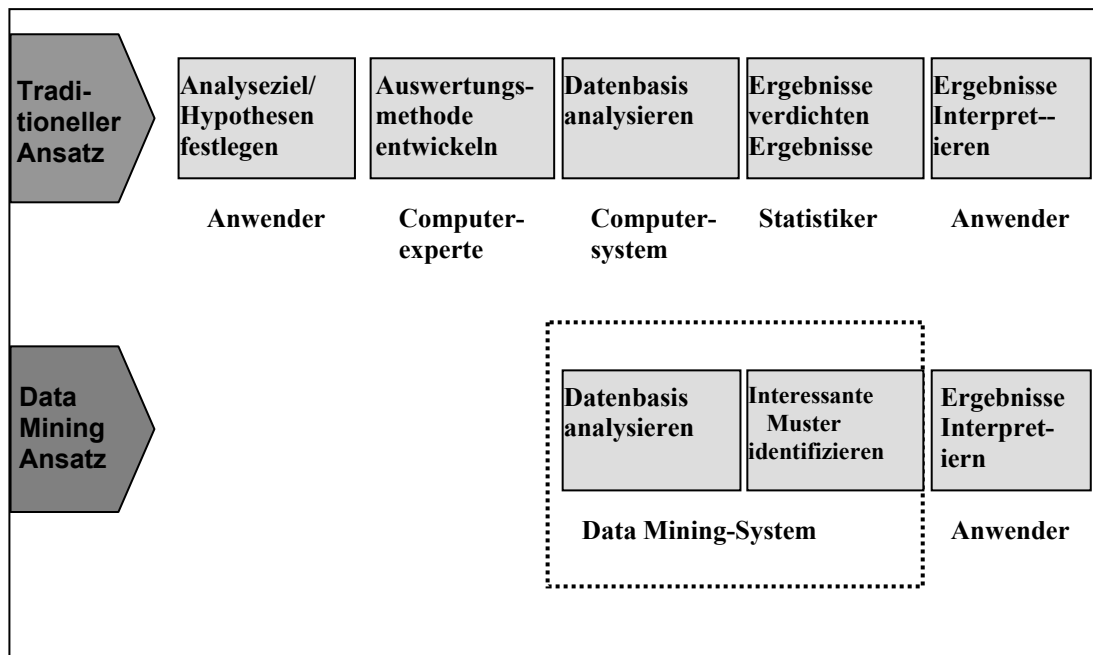 Tradi-
tioneller
Ansatz
Analyseziel/
Hypothesen
festlegen
Auswertungs-
methode
entwickeln
Datenbasis
analysieren
Ergebnisse
verdichten
Ergebnisse
Ergebnisse
Interpret--
ieren
Anwender
Computer-
experte
Computer-
system
Statistiker
Anwender
Data
Mining
Ansatz
Datenbasis
analysieren
Interessante
Muster
identifizieren
Ergebnisse
Interpret-
iern
Data Mining-System
Anwender